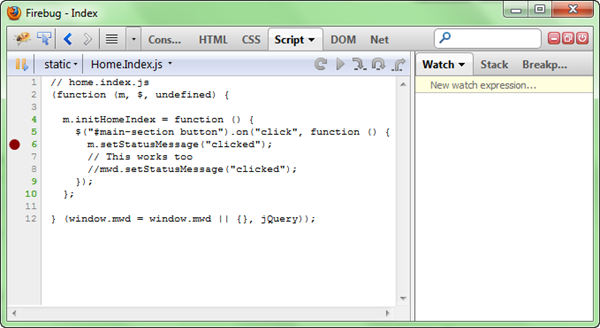 Firebug - Index
Cons... HTML CSS Script DOM Net
static Home.Index.js
Watch Stack Breakp...
New watch expression...
1 // home.index.js
2 (function (m, $, undefined) {
3
4 m.initHomeIndex = function () {
5 $("#main-section button").on("click", function () {
6 m.setStatusMessage("clicked");
7 // This works too
8 //mwd.setStatusMessage("clicked");
9 });
10 };
11
12 } (window.mwd = window.mwd || {}, jQuery));